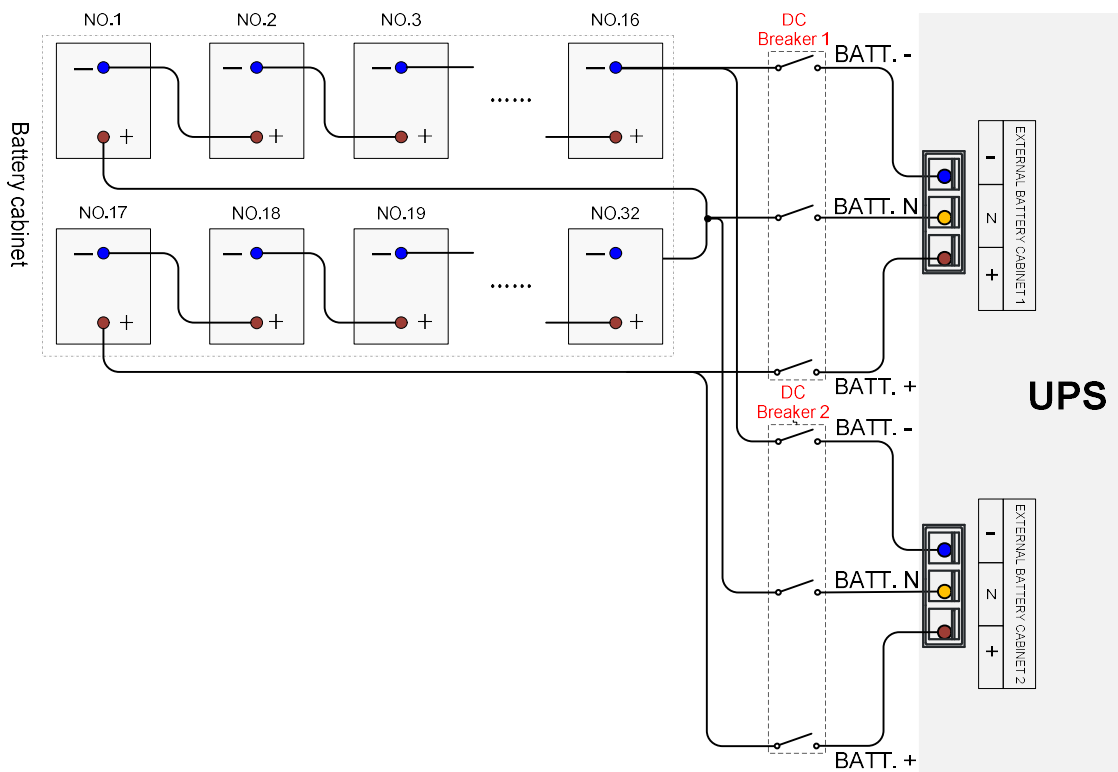 NO.1
NO.2
NO.3
NO.16
— +
— +
— +
— +
......
NO.17
NO.18
NO.19
NO.32
— +
— +
— +
— +
......
Battery cabinet
DC
Breaker 1
BATT. -
BATT. N
BATT. +
- N +
EXTERNAL BATTERY CABINET 1
UPS
DC
Breaker 2
BATT. -
BATT. N
BATT. +
- N +
EXTERNAL BATTERY CABINET 2